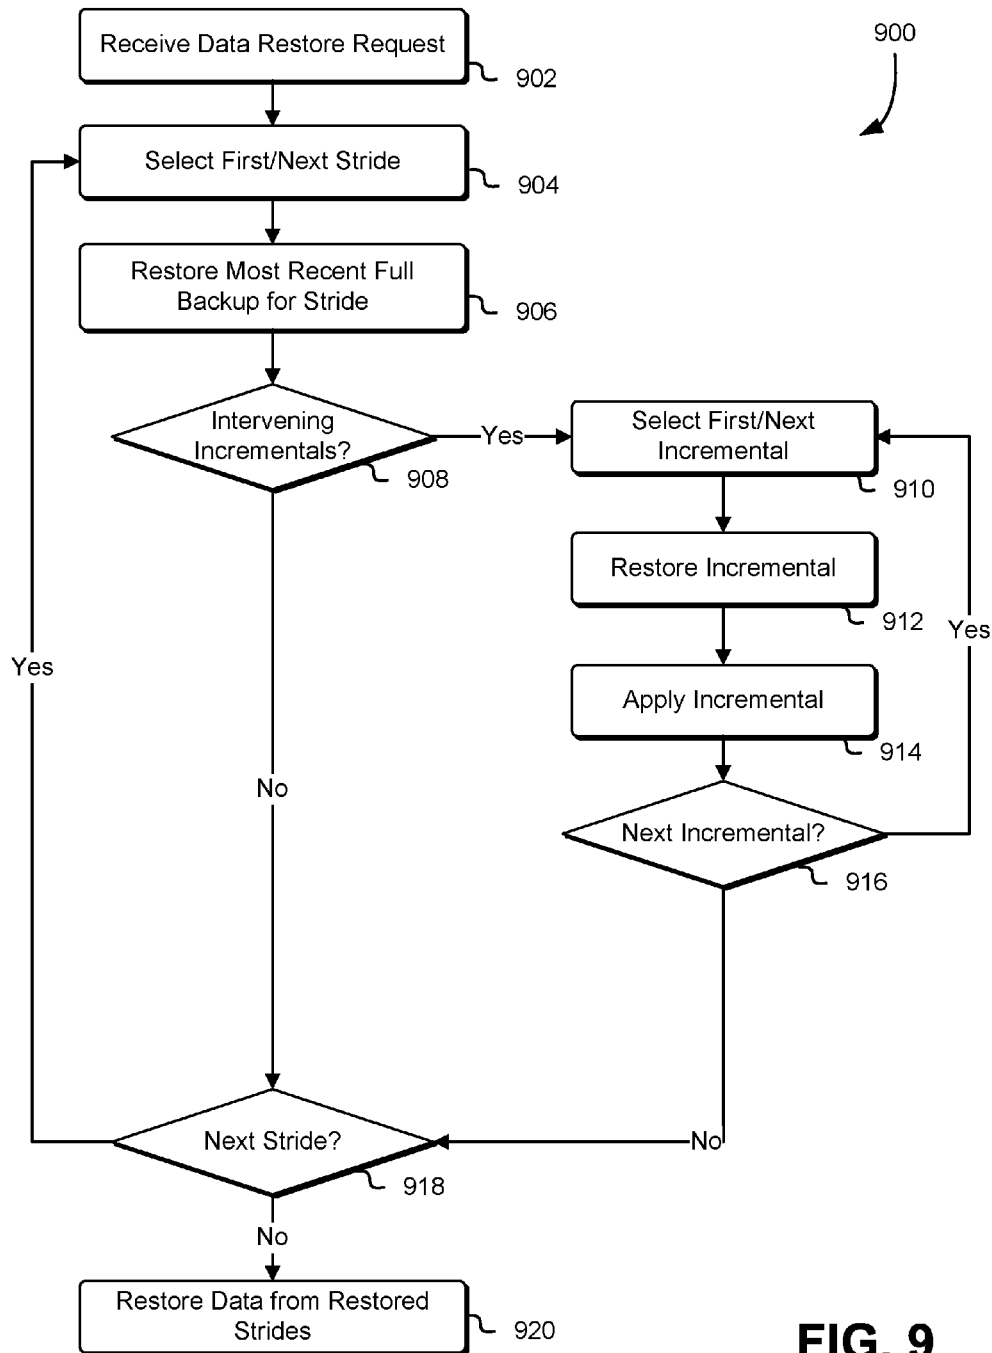 Receive Data Restore Request
902
900
Select First/Next Stride
904
Restore Most Recent Full
Backup for Stride
906
Intervening
Incrementals?
908
Yes
Select First/Next
Incremental
910
Restore Incremental
912
Yes
Yes
Apply Incremental
914
No
Next Incremental?
916
Next Stride?
918
No
No
Restore Data from Restored
Strides
920
FIG. 9